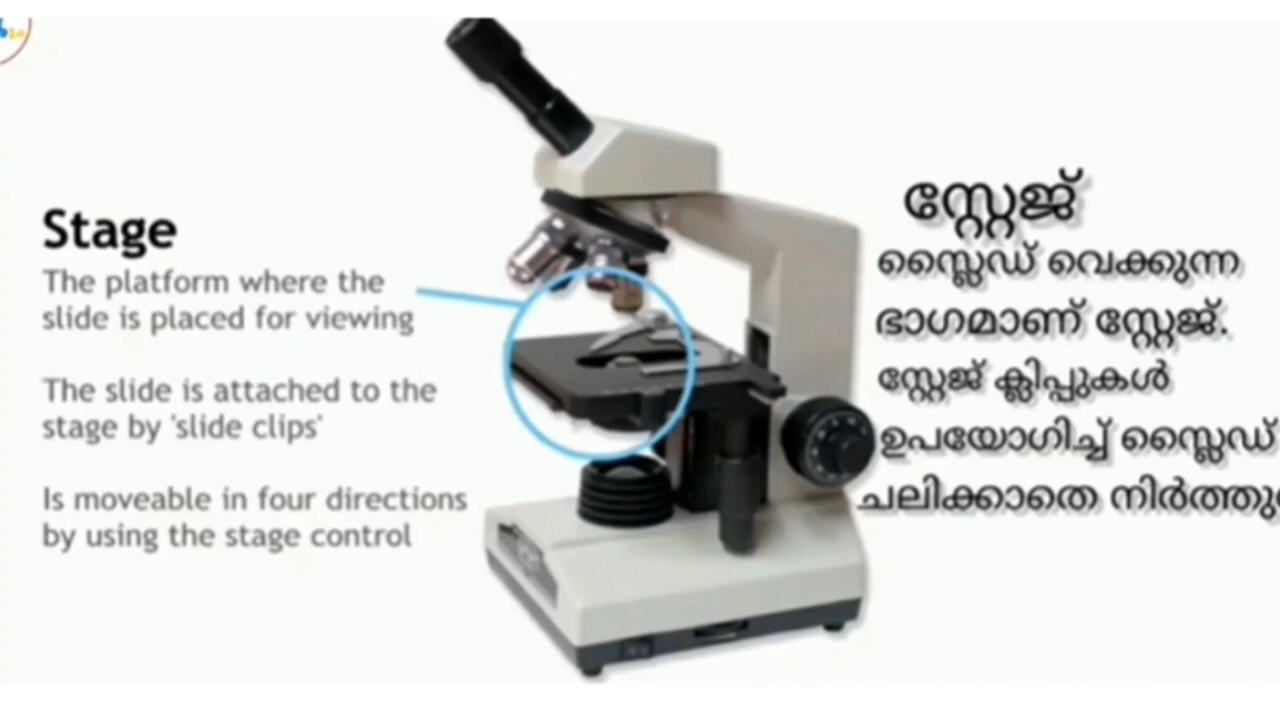 Stage
The platform where the
slide is placed for viewing
The slide is attached to the
stage by 'slide clips'
Is moveable in four directions
by using the stage control
സ്റ്റേജ്
സ്ലൈഡ് വെക്കുന്ന
ഭാഗമാണ് സ്റ്റേജ്.
സ്റ്റേജ് ക്ലിപ്പുകൾ
ഉപയോഗിച്ച് സ്ലൈഡ്
ചലിക്കാതെ